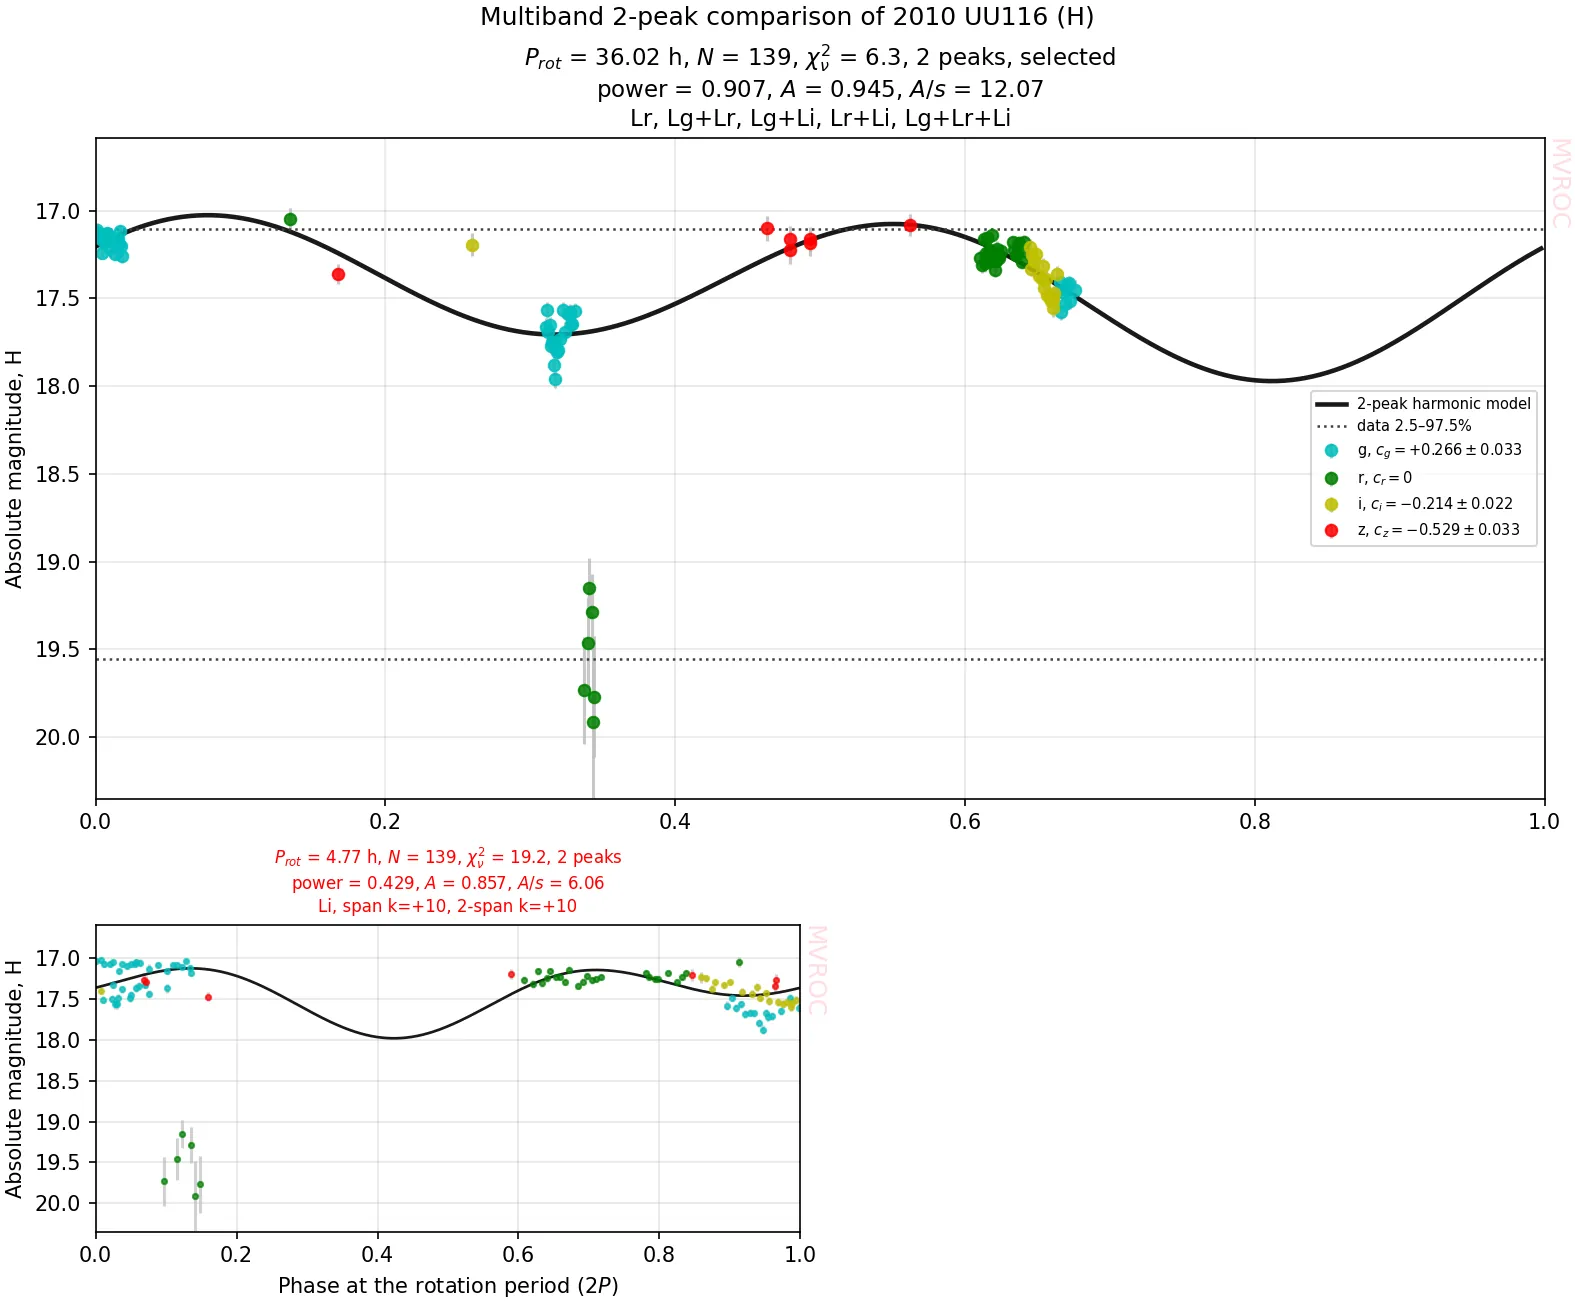 Multiband 2-peak comparison of 2010 UU116 (H)
P_rot = 36.02 h, N = 139, χ²_ν = 6.3, 2 peaks, selected
power = 0.907, A = 0.945, A/s = 12.07
Lr, Lg+Lr, Lg+Li, Lr+Li, Lg+Lr+Li
MVROC
Absolute magnitude, H
17.0
17.5
18.0
18.5
19.0
19.5
20.0
2-peak harmonic model
data 2.5–97.5%
g, c_g = +0.266 ± 0.033
r, c_r = 0
i, c_i = −0.214 ± 0.022
z, c_z = −0.529 ± 0.033
0.0 0.2 0.4 0.6 0.8 1.0
P_rot = 4.77 h, N = 139, χ²_ν = 19.2, 2 peaks
power = 0.429, A = 0.857, A/s = 6.06
Li, span k=+10, 2-span k=+10
MVROC
Absolute magnitude, H
17.0
17.5
18.0
18.5
19.0
19.5
20.0
0.0 0.2 0.4 0.6 0.8 1.0
Phase at the rotation period (2P)